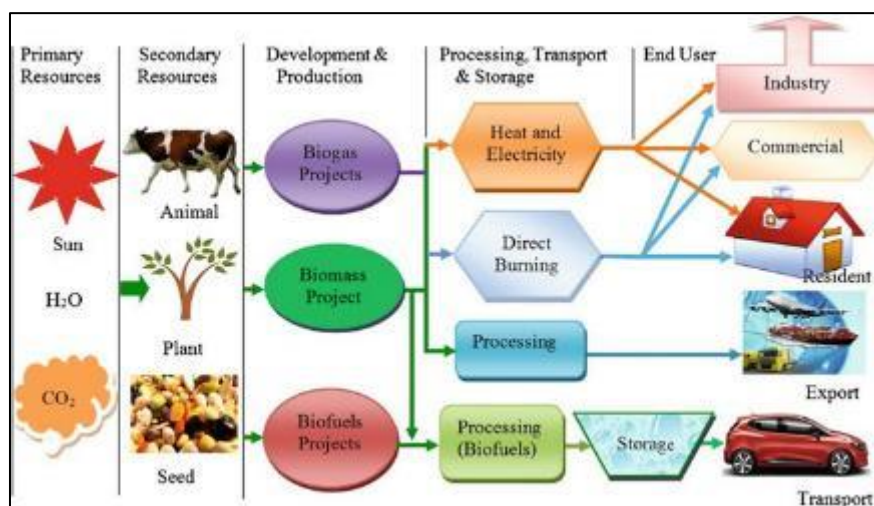 Primary
Resources
Secondary
Resources
Development &
Production
Processing, Transport
& Storage
End User
Sun
H₂O
CO₂
Animal
Plant
Seed
Biogas
Projects
Biomass
Project
Biofuels
Projects
Heat and
Electricity
Direct
Burning
Processing
Processing
(Biofuels)
Storage
Industry
Commercial
Resident
Export
Transport